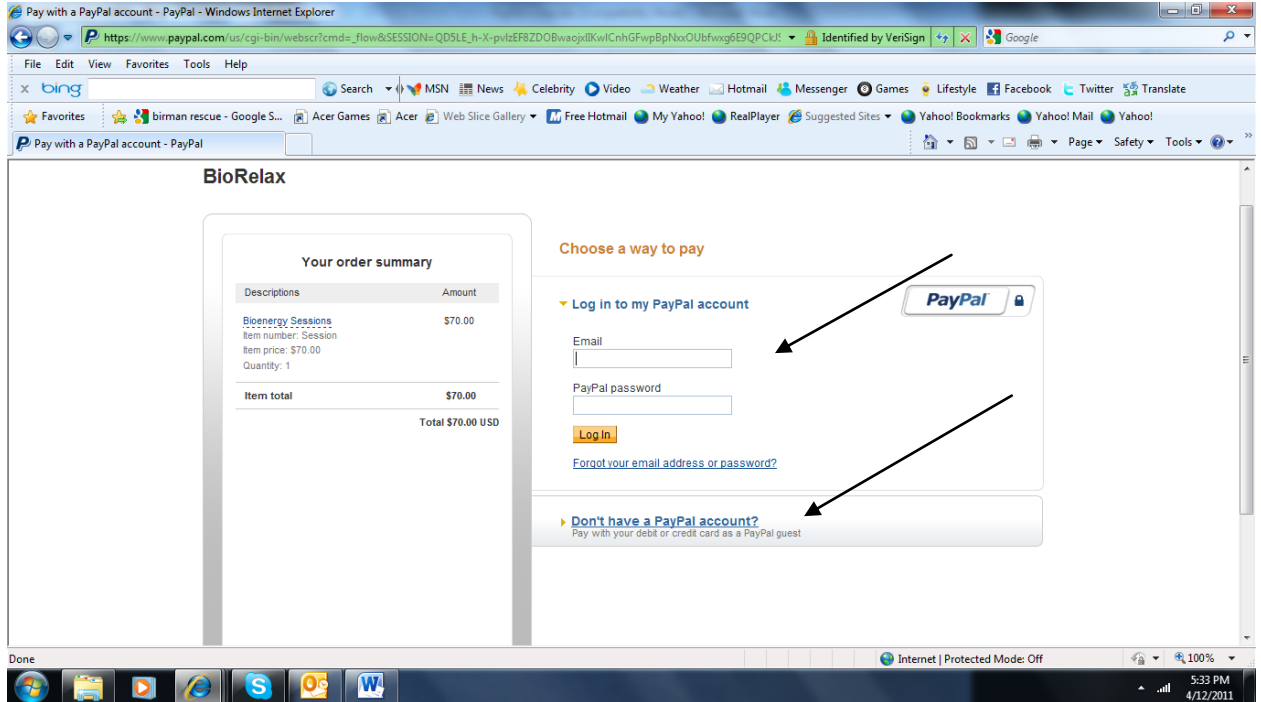 Pay with a PayPal account - PayPal - Windows Internet Explorer
https://www.paypal.com/us/cgi-bin/webscr?cmd=_flow&SESSION= Identified by VeriSign Google
File Edit View Favorites Tools Help
x bing Search MSN News Celebrity Video Weather Hotmail Messenger Games Lifestyle Facebook Twitter Translate
Favorites birman rescue - Google S... Acer Games Acer Web Slice Gallery Free Hotmail My Yahoo! RealPlayer Suggested Sites Yahoo! Bookmarks Yahoo! Mail Yahoo!
Pay with a PayPal account - PayPal Page Safety Tools
BioRelax
Your order summary
Descriptions Amount
Bioenergy Sessions $70.00
Item number: Session
Item price: $70.00
Quantity: 1
Item total $70.00
Total $70.00 USD
Choose a way to pay
Log in to my PayPal account PayPal
Email
PayPal password
Log In
Forgot your email address or password?
Don't have a PayPal account?
Pay with your debit or credit card as a PayPal guest
Done Internet | Protected Mode: Off 100%
5:33 PM
4/12/2011